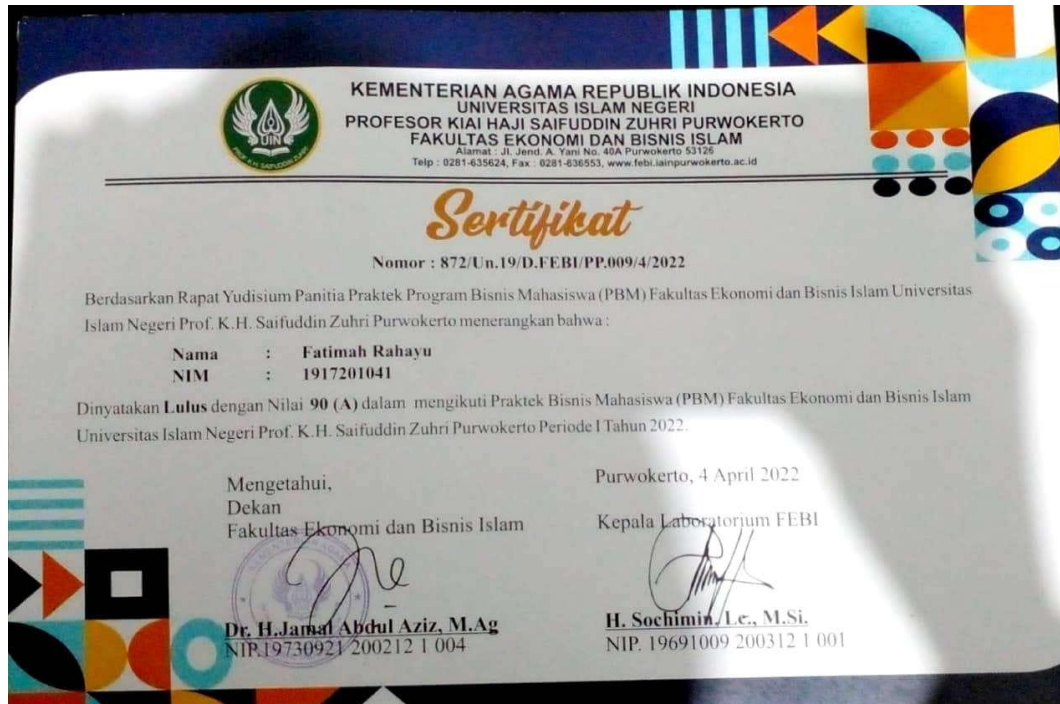 KEMENTERIAN AGAMA REPUBLIK INDONESIA
UNIVERSITAS ISLAM NEGERI
PROFESOR KIAI HAJI SAIFUDDIN ZUHRI PURWOKERTO
FAKULTAS EKONOMI DAN BISNIS ISLAM
Alamat : Jl. Jend. A. Yani No. 40A Purwokerto 53126
Telp : 0281-635624, Fax : 0281-636553, www.febi.iainpurwokerto.ac.id
UIN
Sertifikat
Nomor : 872/Un.19/D.FEBI/PP.009/4/2022
Berdasarkan Rapat Yudisium Panitia Praktek Program Bisnis Mahasiswa (PBM) Fakultas Ekonomi dan Bisnis Islam Universitas
Islam Negeri Prof. K.H. Saifuddin Zuhri Purwokerto menerangkan bahwa :
Nama : Fatimah Rahayu
NIM : 1917201041
Dinyatakan Lulus dengan Nilai 90 (A) dalam mengikuti Praktek Bisnis Mahasiswa (PBM) Fakultas Ekonomi dan Bisnis Islam
Universitas Islam Negeri Prof. K.H. Saifuddin Zuhri Purwokerto Periode I Tahun 2022.
Mengetahui,
Dekan
Fakultas Ekonomi dan Bisnis Islam
Dr. H.Jamal Abdul Aziz, M.Ag
NIP.19730921 200212 1 004
Purwokerto, 4 April 2022
Kepala Laboratorium FEBI
H. Sochimin, Lc., M.Si.
NIP. 19691009 200312 1 001